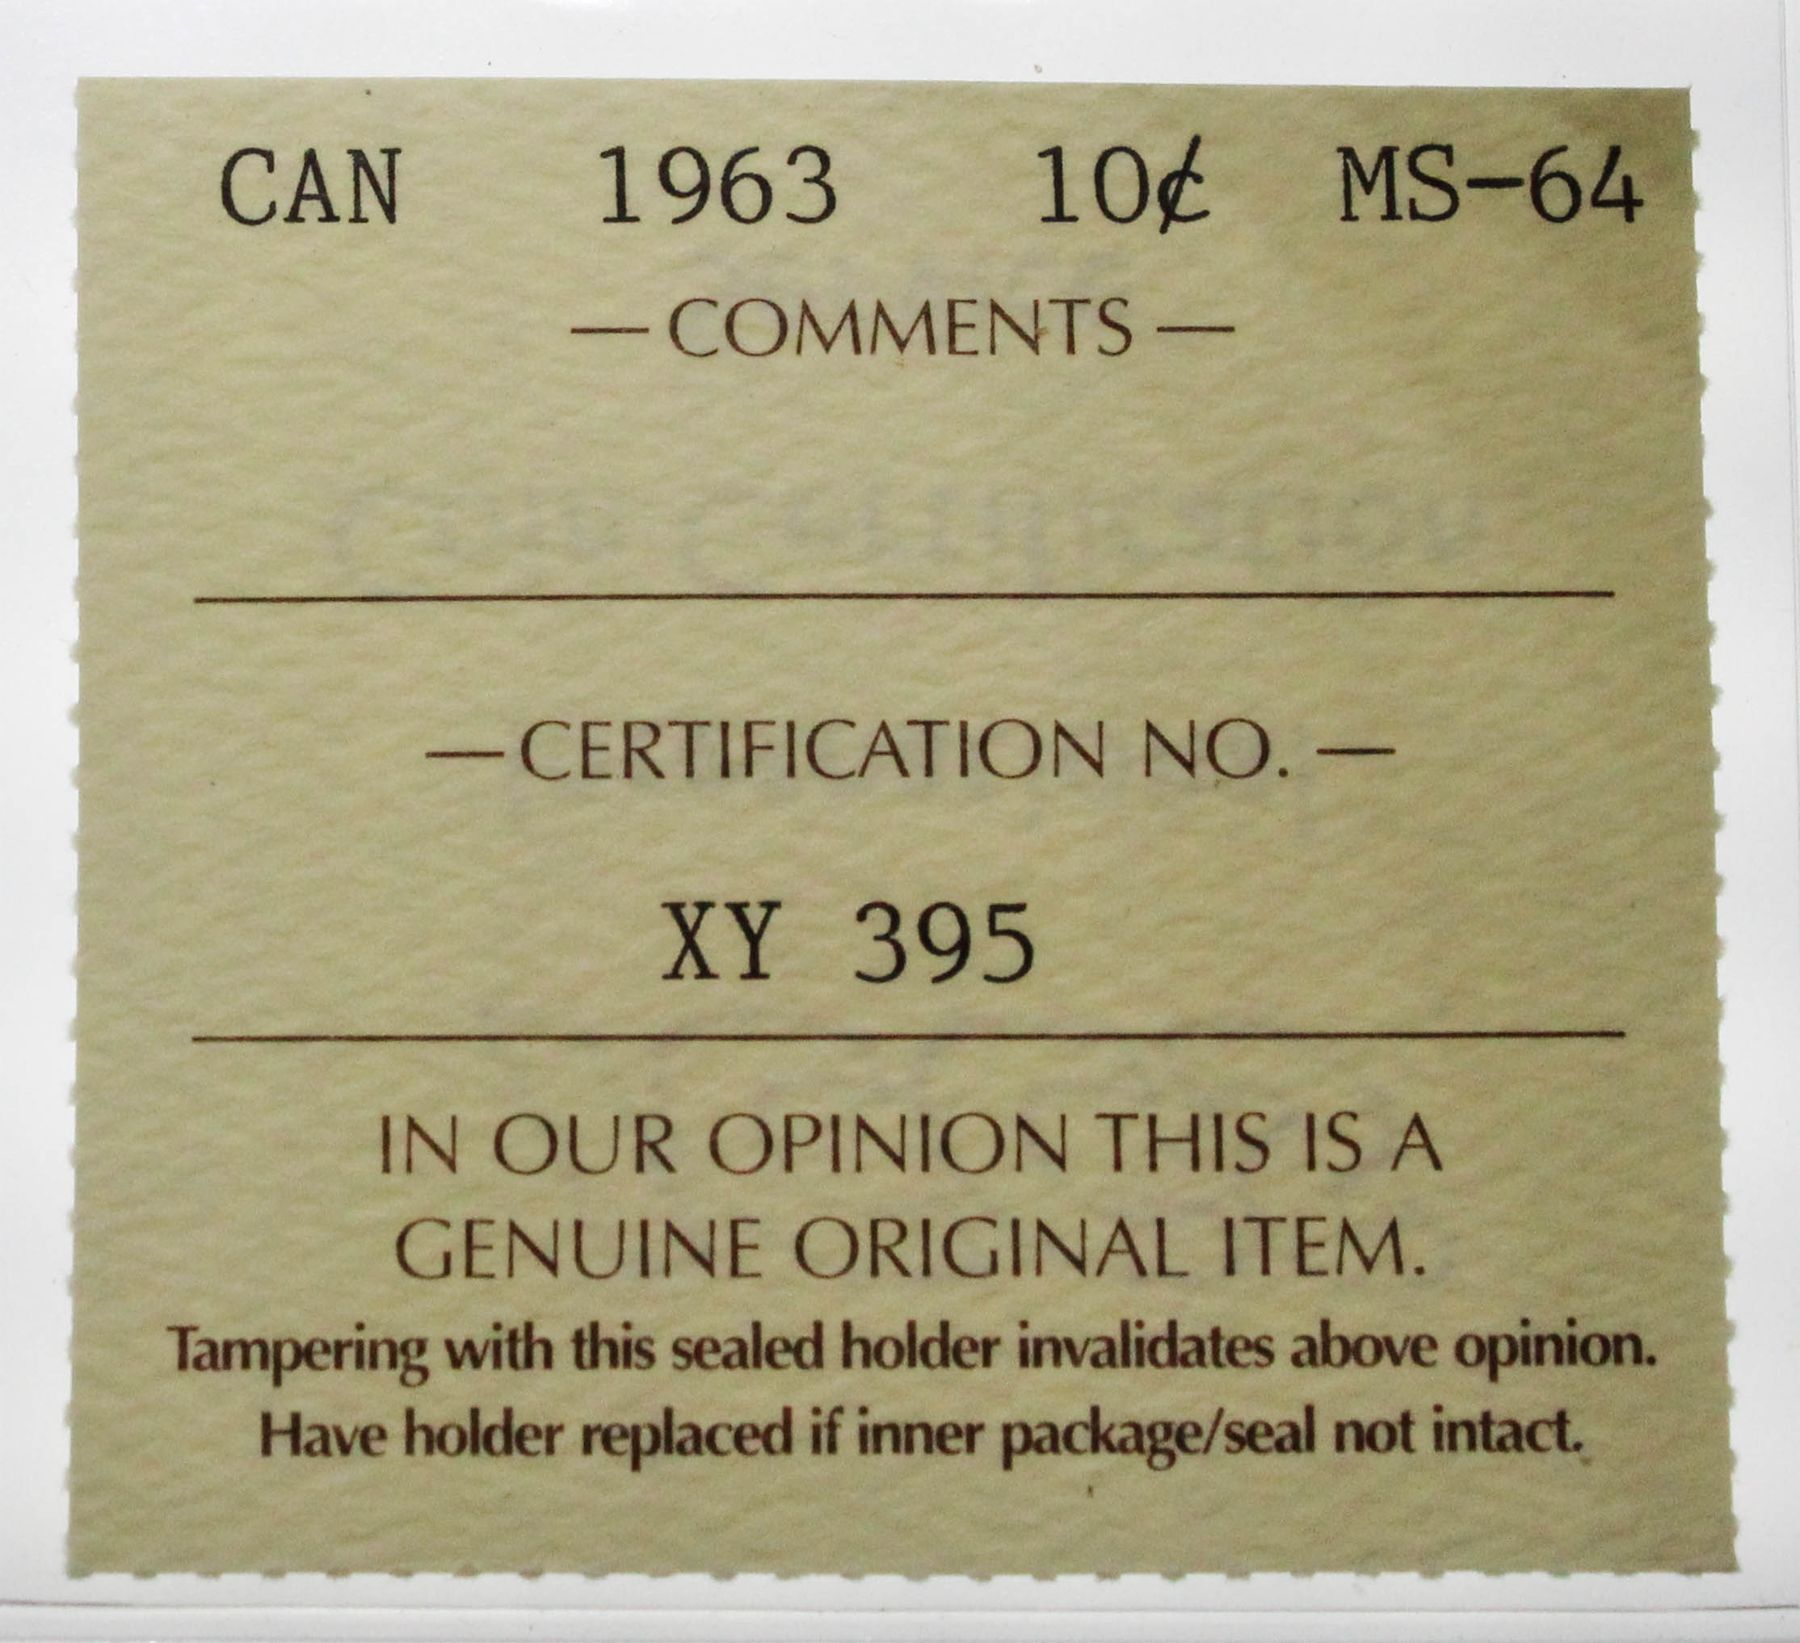 CAN 1963 10¢ MS-64
— COMMENTS —
— CERTIFICATION NO. —
XY 395
IN OUR OPINION THIS IS A
GENUINE ORIGINAL ITEM.
Tampering with this sealed holder invalidates above opinion.
Have holder replaced if inner package/seal not intact.